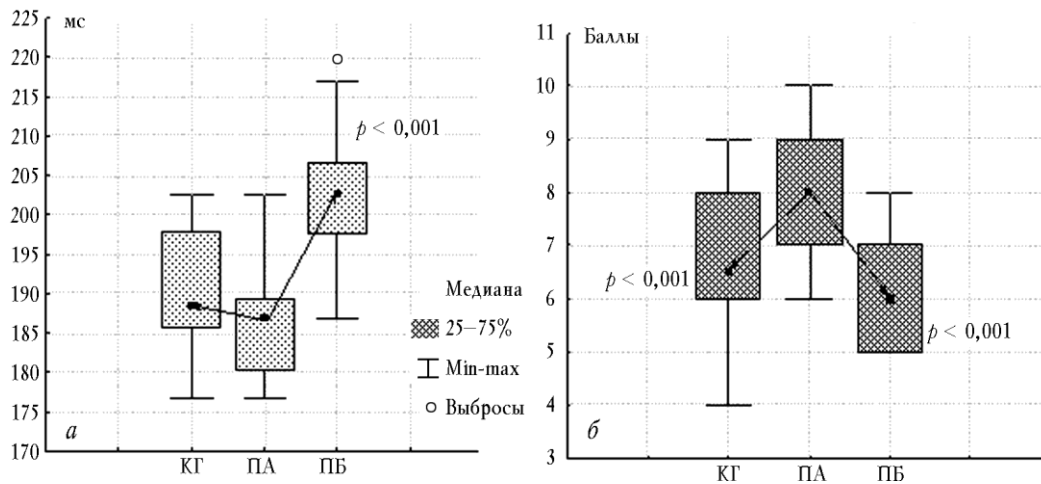 225
мс
220
215
210
205
200
195
190
185
180
175
170
p < 0,001
Медиана
25–75%
Min-max
Выбросы
а
КГ ПА ПБ
11
Баллы
10
9
8
7
6
5
4
3
p < 0,001
p < 0,001
б
КГ ПА ПБ